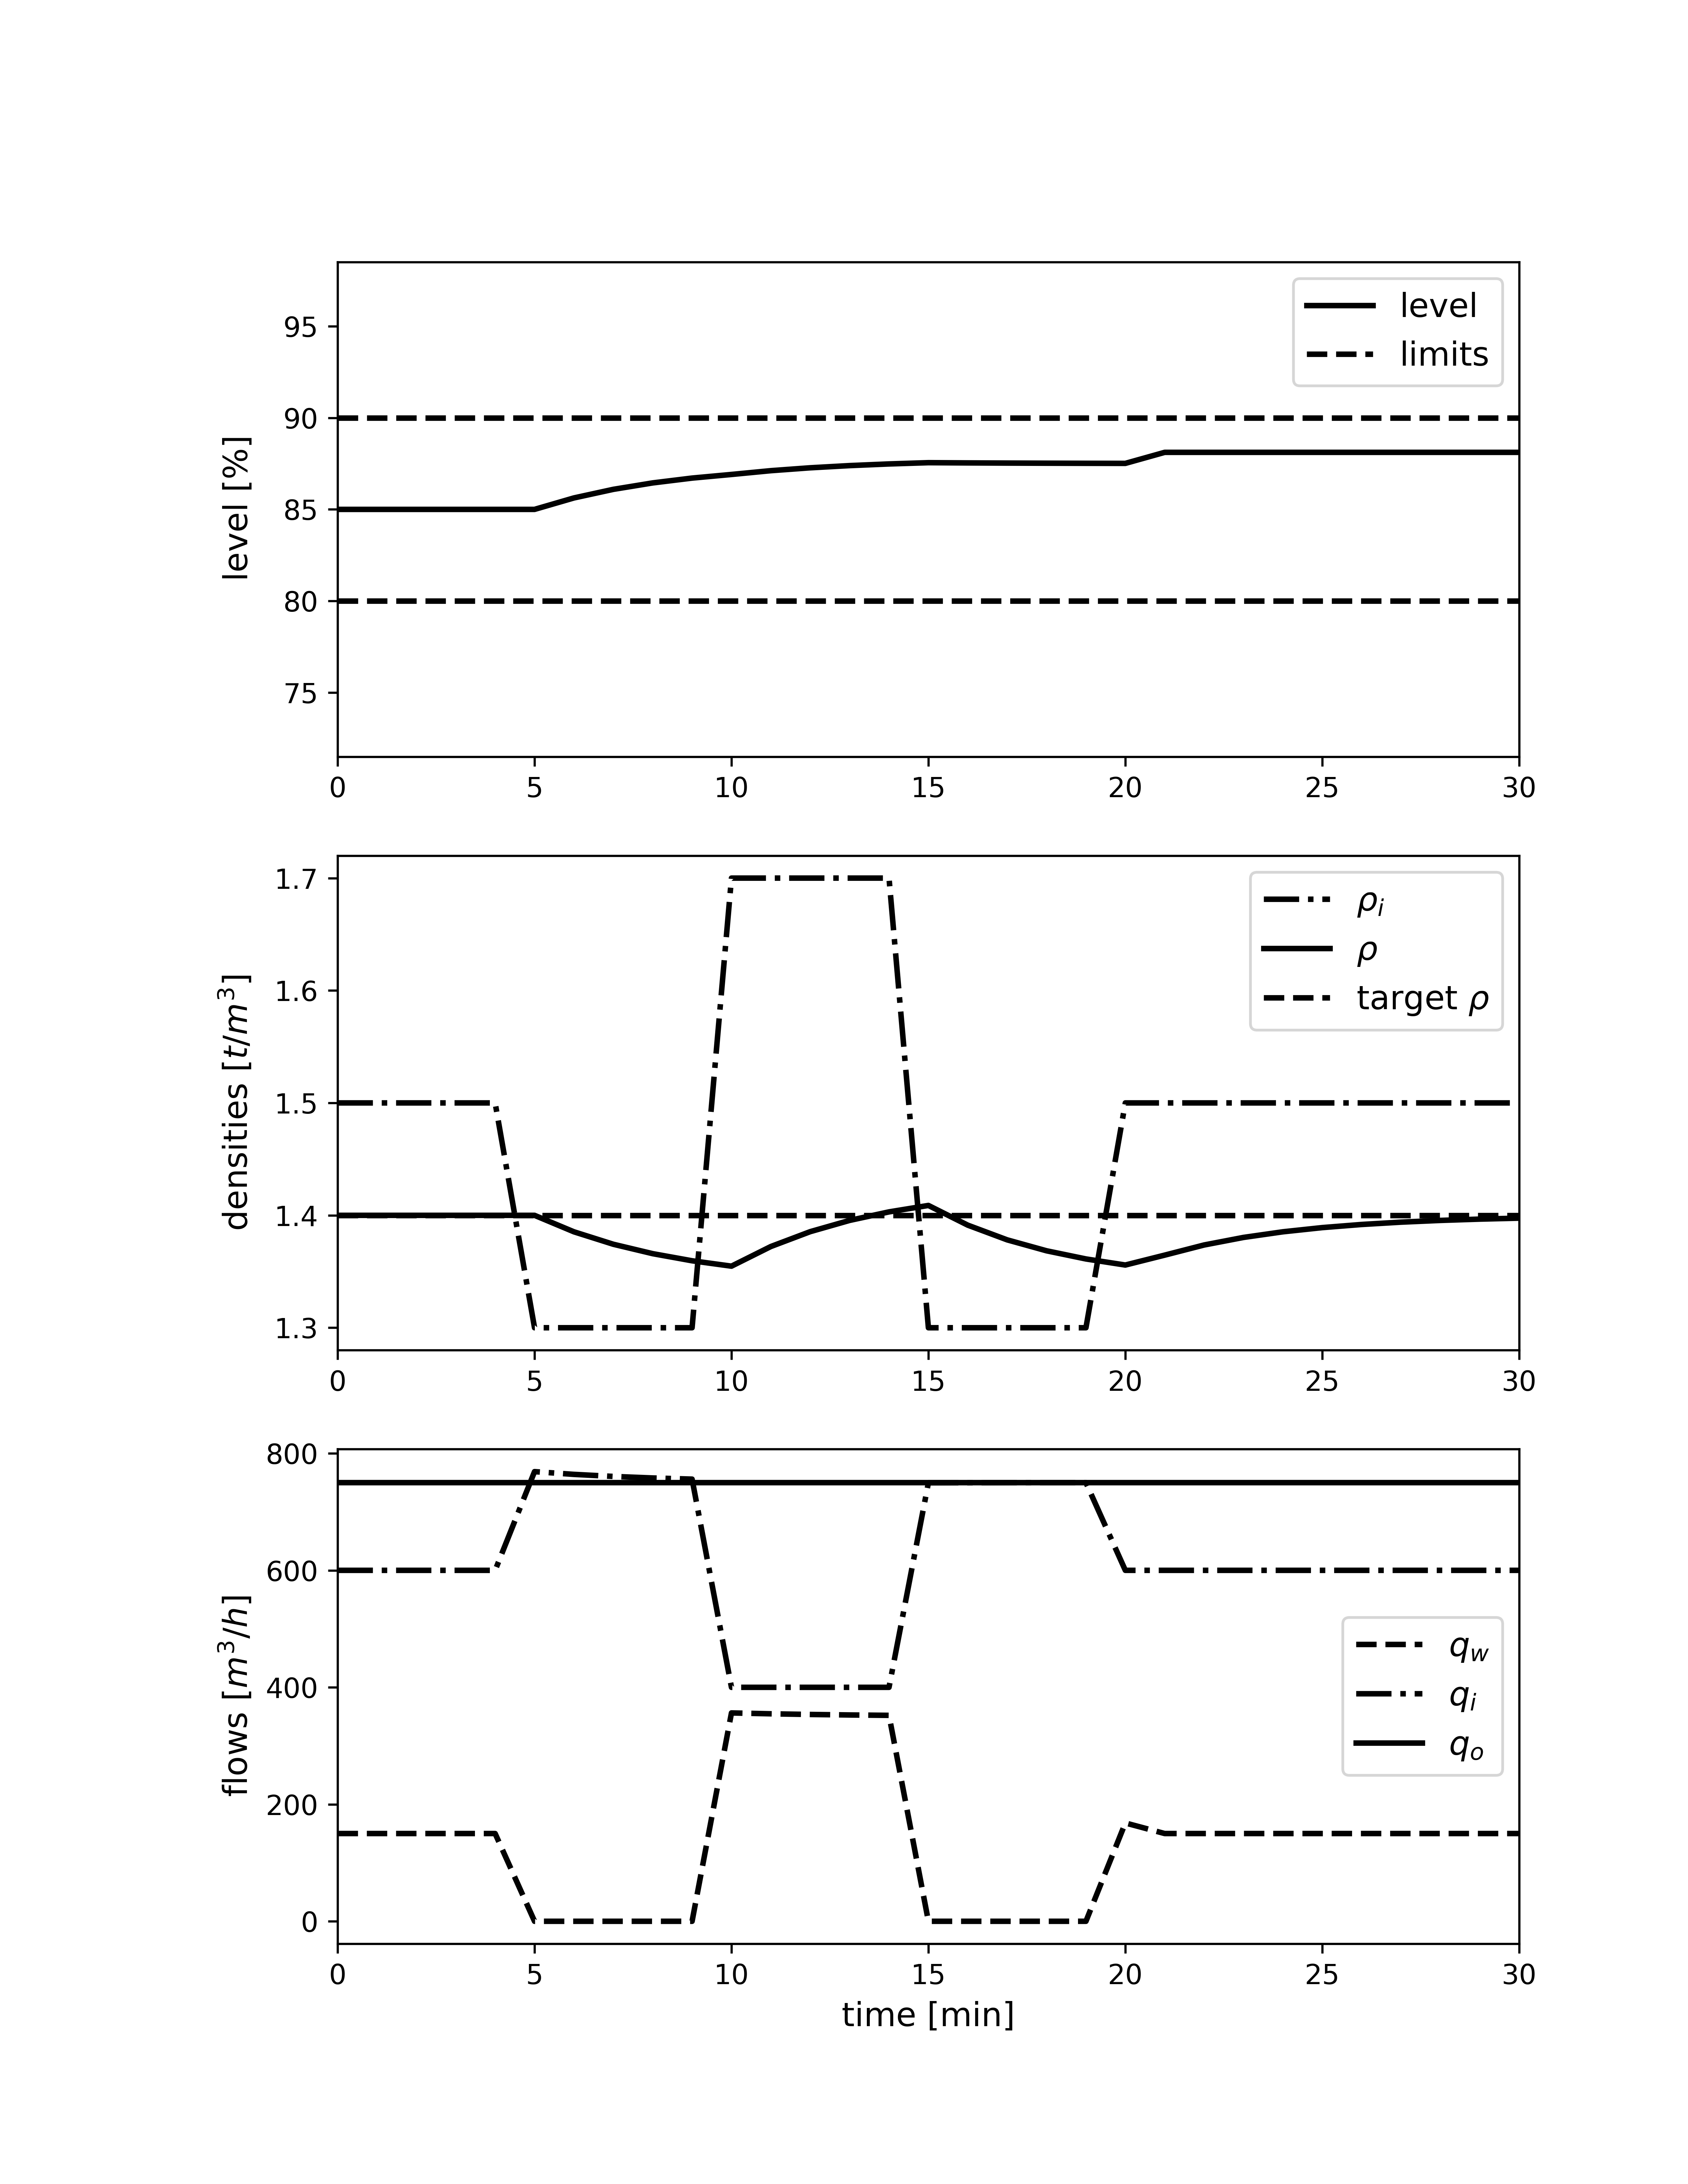 level [%]
95
90
85
80
75
level
limits
0 5 10 15 20 25 30
densities [t/m³]
1.7
1.6
1.5
1.4
1.3
ρᵢ
ρ
target ρ
0 5 10 15 20 25 30
flows [m³/h]
800
600
400
200
0
q_w
q_i
q_o
0 5 10 15 20 25 30
time [min]